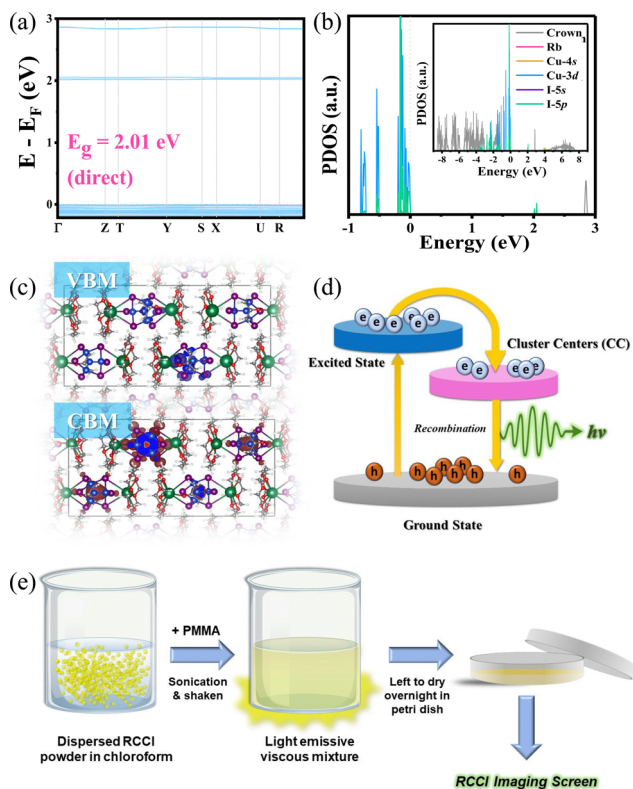 (a)
E - E_F (eV)
3
2
1
0
E_g = 2.01 eV
(direct)
Γ Z T Y S X U R
(b)
PDOS (a.u.)
Crown
Rb
Cu-4s
Cu-3d
I-5s
I-5p
PDOS (a.u.)
-8 -6 -4 -2 0 2 4 6 8
Energy (eV)
-1 0 1 2 3
Energy (eV)
(c)
VBM
CBM
(d)
e e e e e e
Excited State
Cluster Centers (CC)
e e e e e
Recombination
hν
h h h h h h h h
Ground State
(e)
+ PMMA
Sonication
& shaken
Left to dry
overnight in
petri dish
Dispersed RCCI
powder in chloroform
Light emissive
viscous mixture
RCCI Imaging Screen